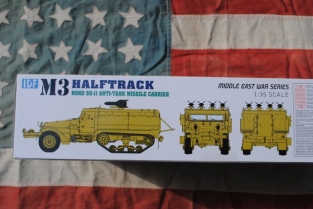 IDF M3 HALFTRACK
NORD SS-11 ANTI-TANK MISSILE CARRIER
MIDDLE EAST WAR SERIES
1:35 SCALE